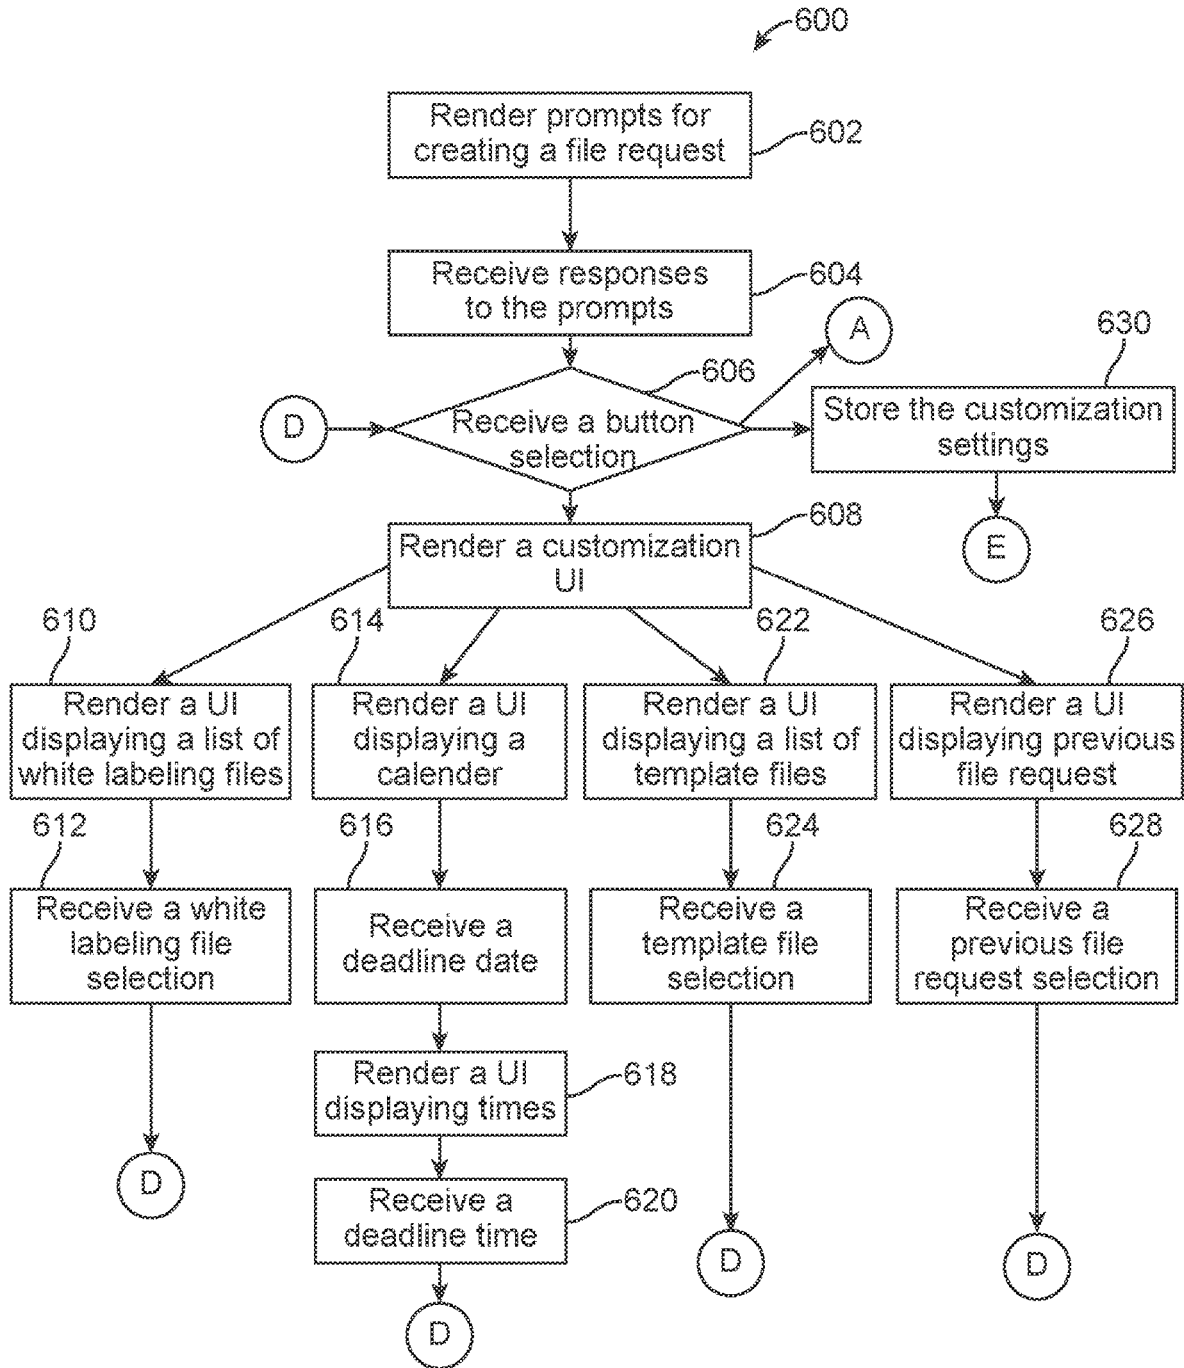 600
Render prompts for
creating a file request
602
Receive responses
to the prompts
604
A
630
606
D
Receive a button
selection
Store the customization
settings
608
E
Render a customization
UI
610
614
622
626
Render a UI
displaying a list of
white labeling files
Render a UI
displaying a
calender
Render a UI
displaying a list of
template files
Render a UI
displaying previous
file request
612
616
624
628
Receive a white
labeling file
selection
Receive a
deadline date
Receive a
template file
selection
Receive a
previous file
request selection
Render a UI
displaying times
618
D
Receive a
deadline time
620
D
D
D